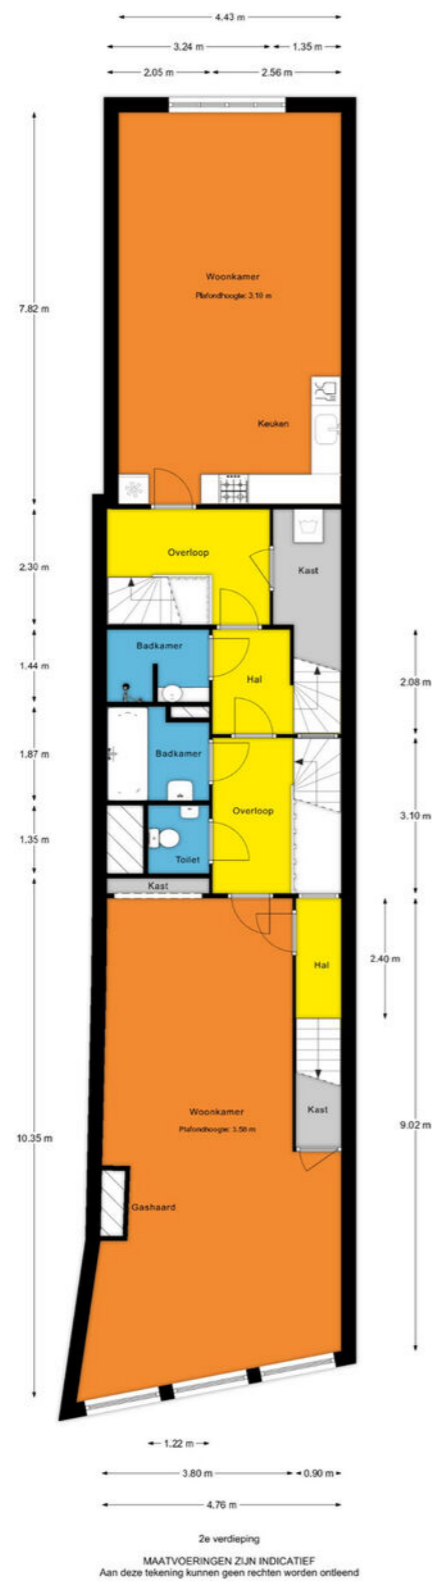 4.43 m
3.24 m
1.35 m
2.05 m
2.56 m
Woonkamer
Plafondhoogte: 3.10 m
7.82 m
Keuken
Overloop
Kast
2.30 m
Badkamer
1.44 m
Hal
2.08 m
Badkamer
1.87 m
Overloop
3.10 m
1.35 m
Toilet
Kast
Hal
2.40 m
Woonkamer
Plafondhoogte: 3.50 m
Kast
9.02 m
10.35 m
Gashaard
1.22 m
3.80 m
0.90 m
4.76 m
2e verdieping
MAATVOERINGEN ZIJN INDICATIEF
Aan deze tekening kunnen geen rechten worden ontleend